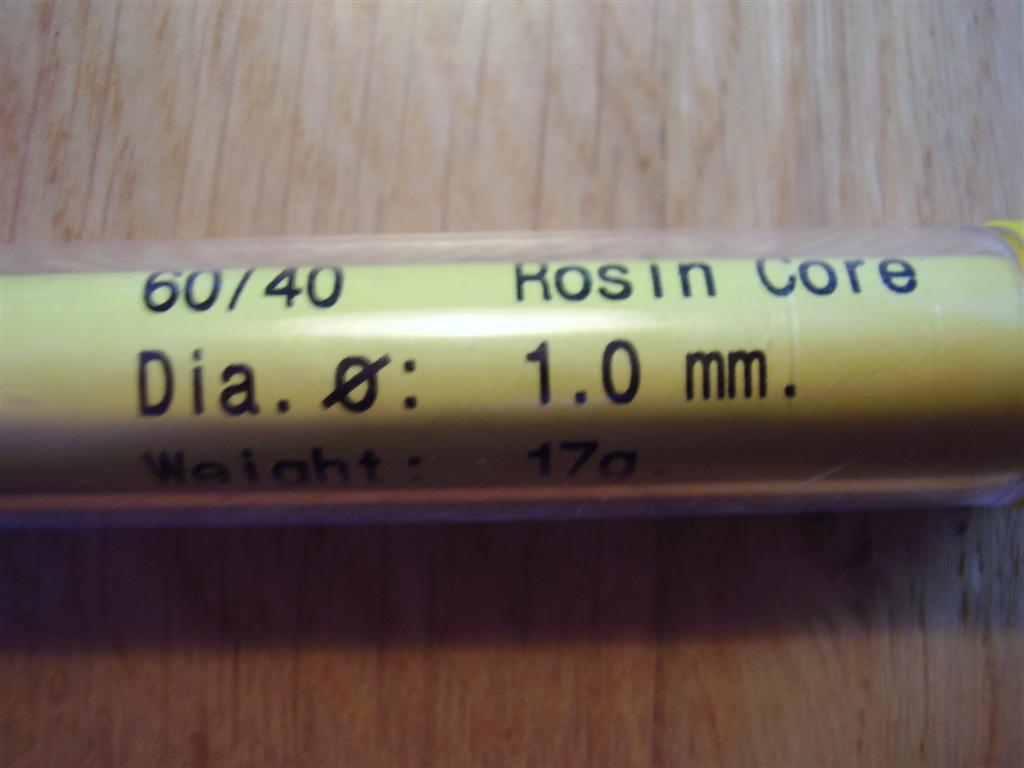 60/40 Rosin Core
Dia. Ø: 1.0 mm.
Weight: 17g.